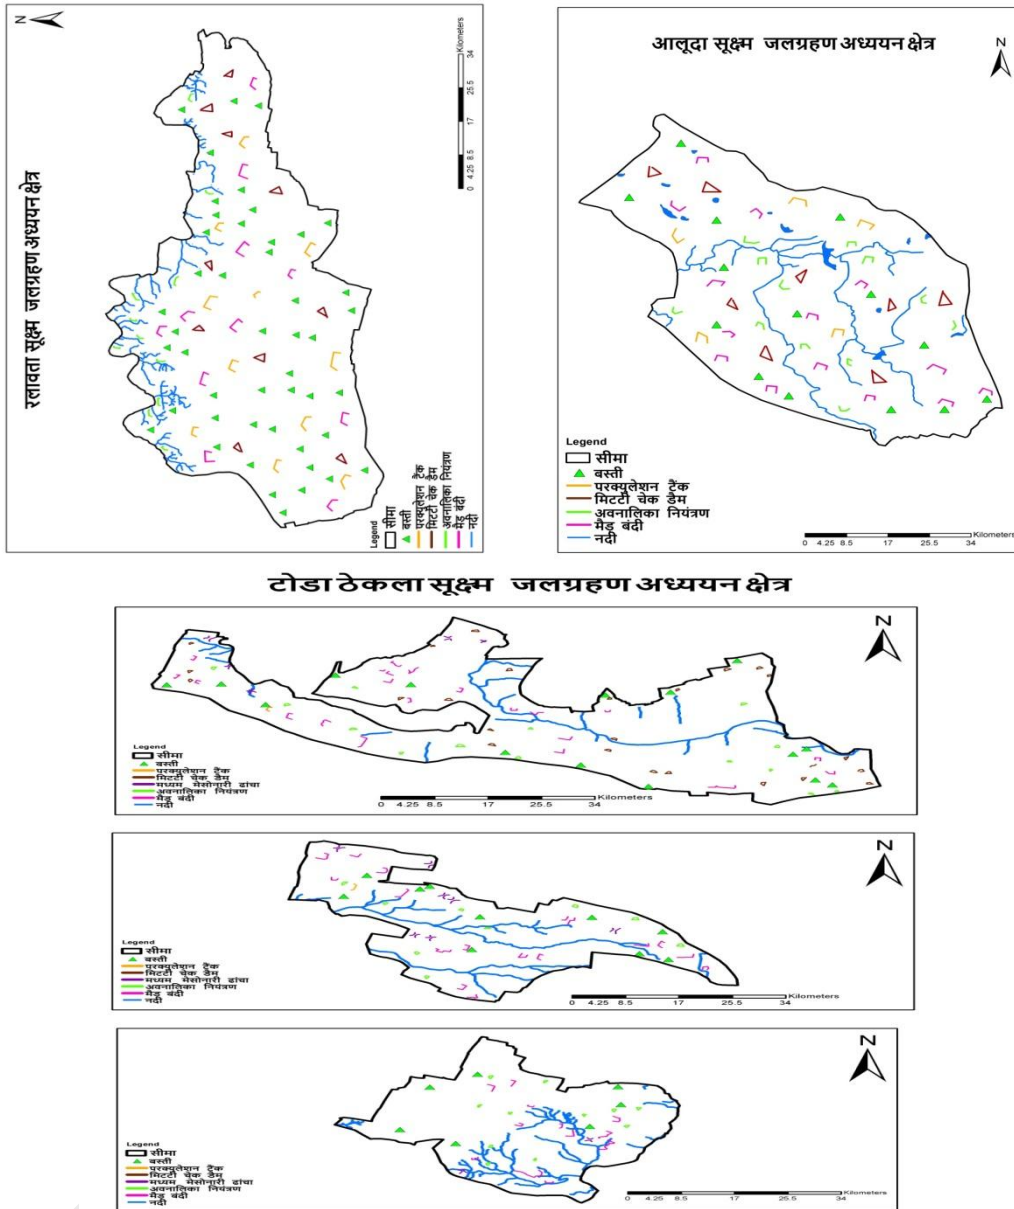 रलावता सूक्ष्म जलग्रहण अध्ययन क्षेत्र
N
Kilometers
0 4.25 8.5 17 25.5 34
Legend
सीमा
बस्ती
परक्युलेशन टैंक
मिटटी चेक डैम
अवनालिका नियंत्रण
मैड़ बंदी
नदी
आलूदा सूक्ष्म जलग्रहण अध्ययन क्षेत्र
N
Legend
सीमा
बस्ती
परक्युलेशन टैंक
मिटटी चेक डैम
अवनालिका नियंत्रण
मैड़ बंदी
नदी
Kilometers
0 4.25 8.5 17 25.5 34
टोडा ठेकला सूक्ष्म जलग्रहण अध्ययन क्षेत्र
N
Legend
सीमा
बस्ती
परक्युलेशन टैंक
मिटटी चेक डैम
मध्यम मेसोनारी ढांचा
अवनालिका नियंत्रण
मैड़ बंदी
नदी
Kilometers
0 4.25 8.5 17 25.5 34
N
Legend
सीमा
बस्ती
परक्युलेशन टैंक
मिटटी चेक डैम
मध्यम मेसोनारी ढांचा
अवनालिका नियंत्रण
मैड़ बंदी
नदी
Kilometers
0 4.25 8.5 17 25.5 34
N
Legend
सीमा
बस्ती
परक्युलेशन टैंक
मिटटी चेक डैम
मध्यम मेसोनारी ढांचा
अवनालिका नियंत्रण
मैड़ बंदी
नदी
Kilometers
0 4.25 8.5 17 25.5 34